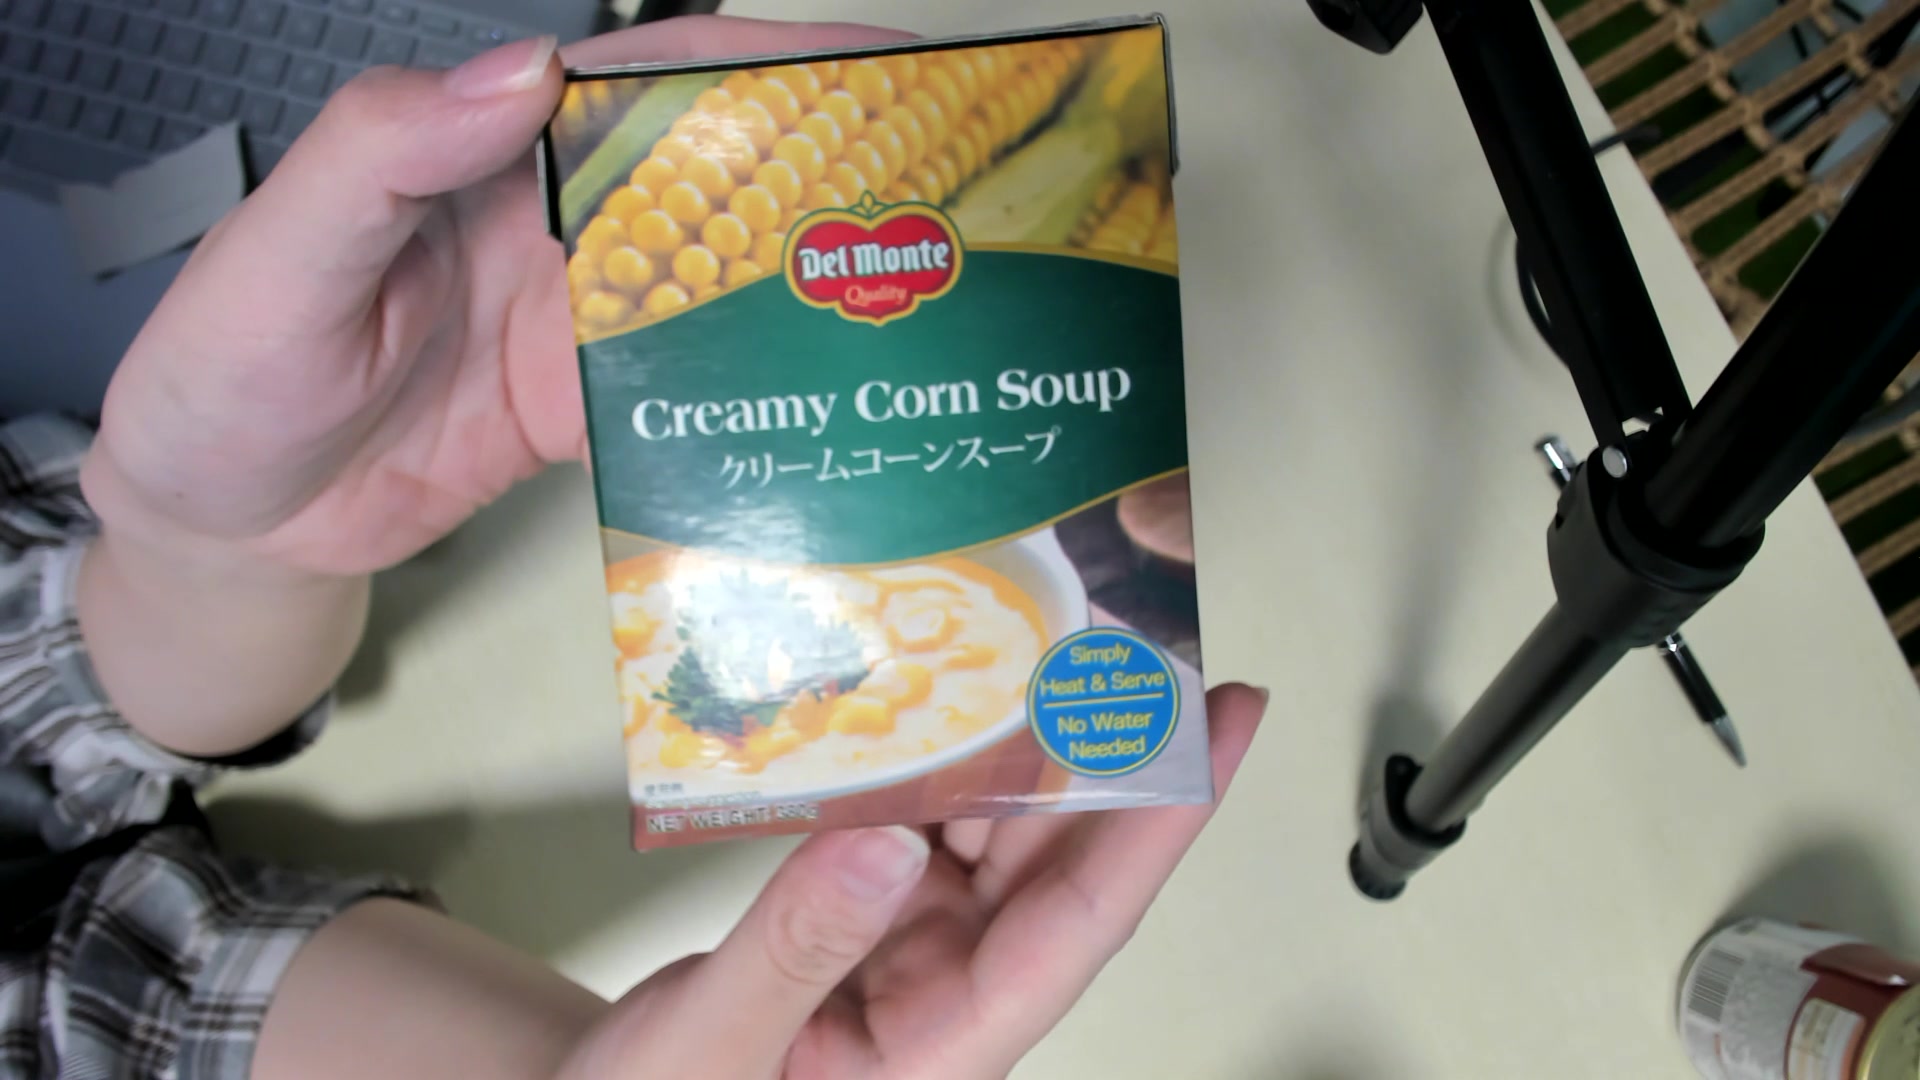 Del Monte
Quality
Creamy Corn Soup
クリームコーンスープ
Simply
Heat & Serve
No Water
Needed
NET WEIGHT: